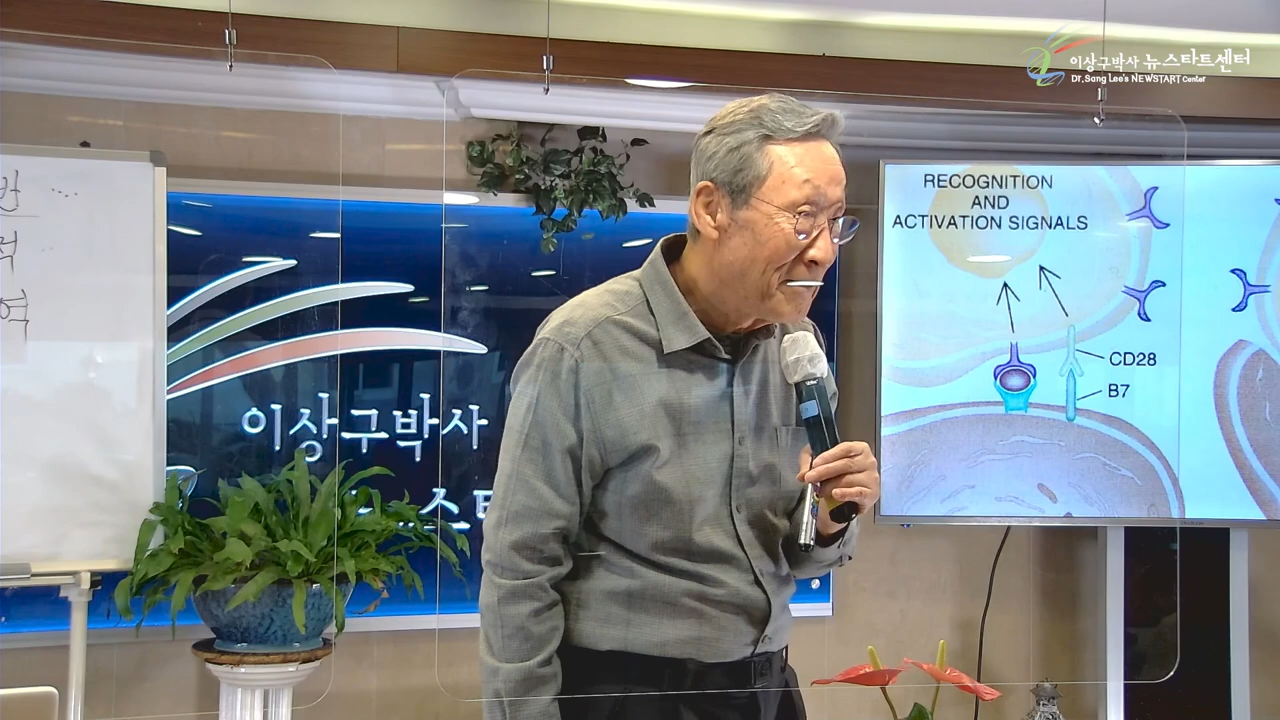 이상구박사 뉴스타트센터
Dr.Sang Lee's NEWSTART Center
RECOGNITION
AND
ACTIVATION SIGNALS
CD28
B7
이상구박사